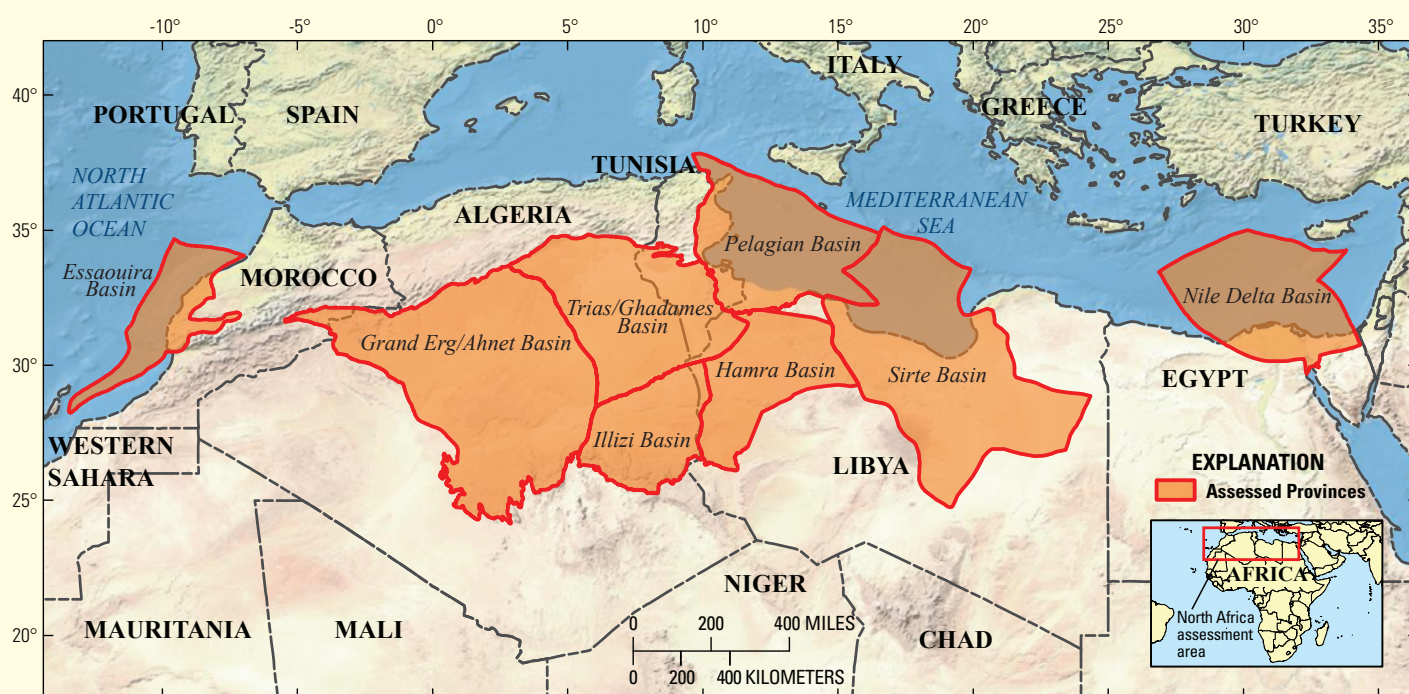 -10°
-5°
0°
5°
10°
15°
20°
25°
30°
35°
40°
35°
30°
25°
20°
PORTUGAL
SPAIN
ITALY
GREECE
TURKEY
NORTH
ATLANTIC
OCEAN
TUNISIA
MEDITERRANEAN
SEA
ALGERIA
MOROCCO
Essaouira
Basin
Pelagian Basin
Nile Delta Basin
Trias/Ghadames
Basin
Grand Erg/Ahnet Basin
Hamra Basin
Sirte Basin
EGYPT
Illizi Basin
LIBYA
WESTERN
SAHARA
NIGER
MAURITANIA
MALI
CHAD
0 200 400 MILES
0 200 400 KILOMETERS
EXPLANATION
Assessed Provinces
AFRICA
North Africa
assessment
area